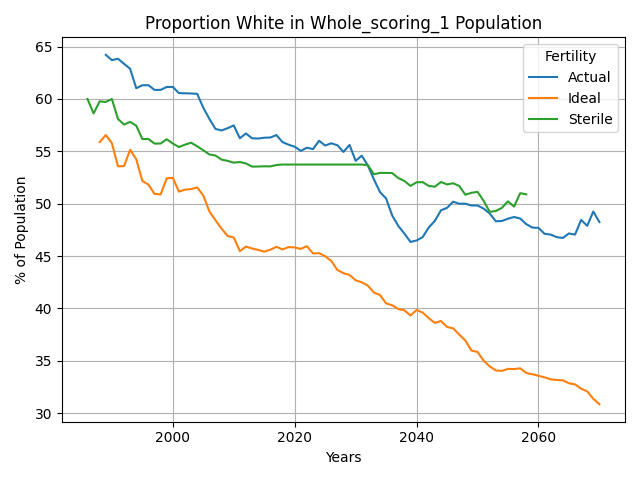 Proportion White in Whole_scoring_1 Population
% of Population
65
60
55
50
45
40
35
30
Fertility
Actual
Ideal
Sterile
2000
2020
2040
2060
Years